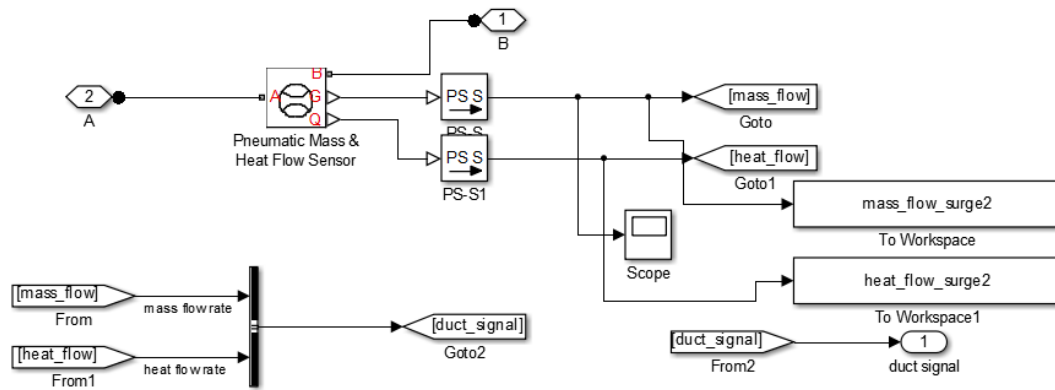 1
B
2
A
B
A G
Q
Pneumatic Mass &
Heat Flow Sensor
PS S
PS-S
PS S
PS-S1
[mass_flow]
Goto
[heat_flow]
Goto1
mass_flow_surge2
To Workspace
Scope
heat_flow_surge2
To Workspace1
[mass_flow]
From
mass flow rate
[heat_flow]
From1
heat flow rate
[duct_signal]
Goto2
[duct_signal]
From2
1
duct signal